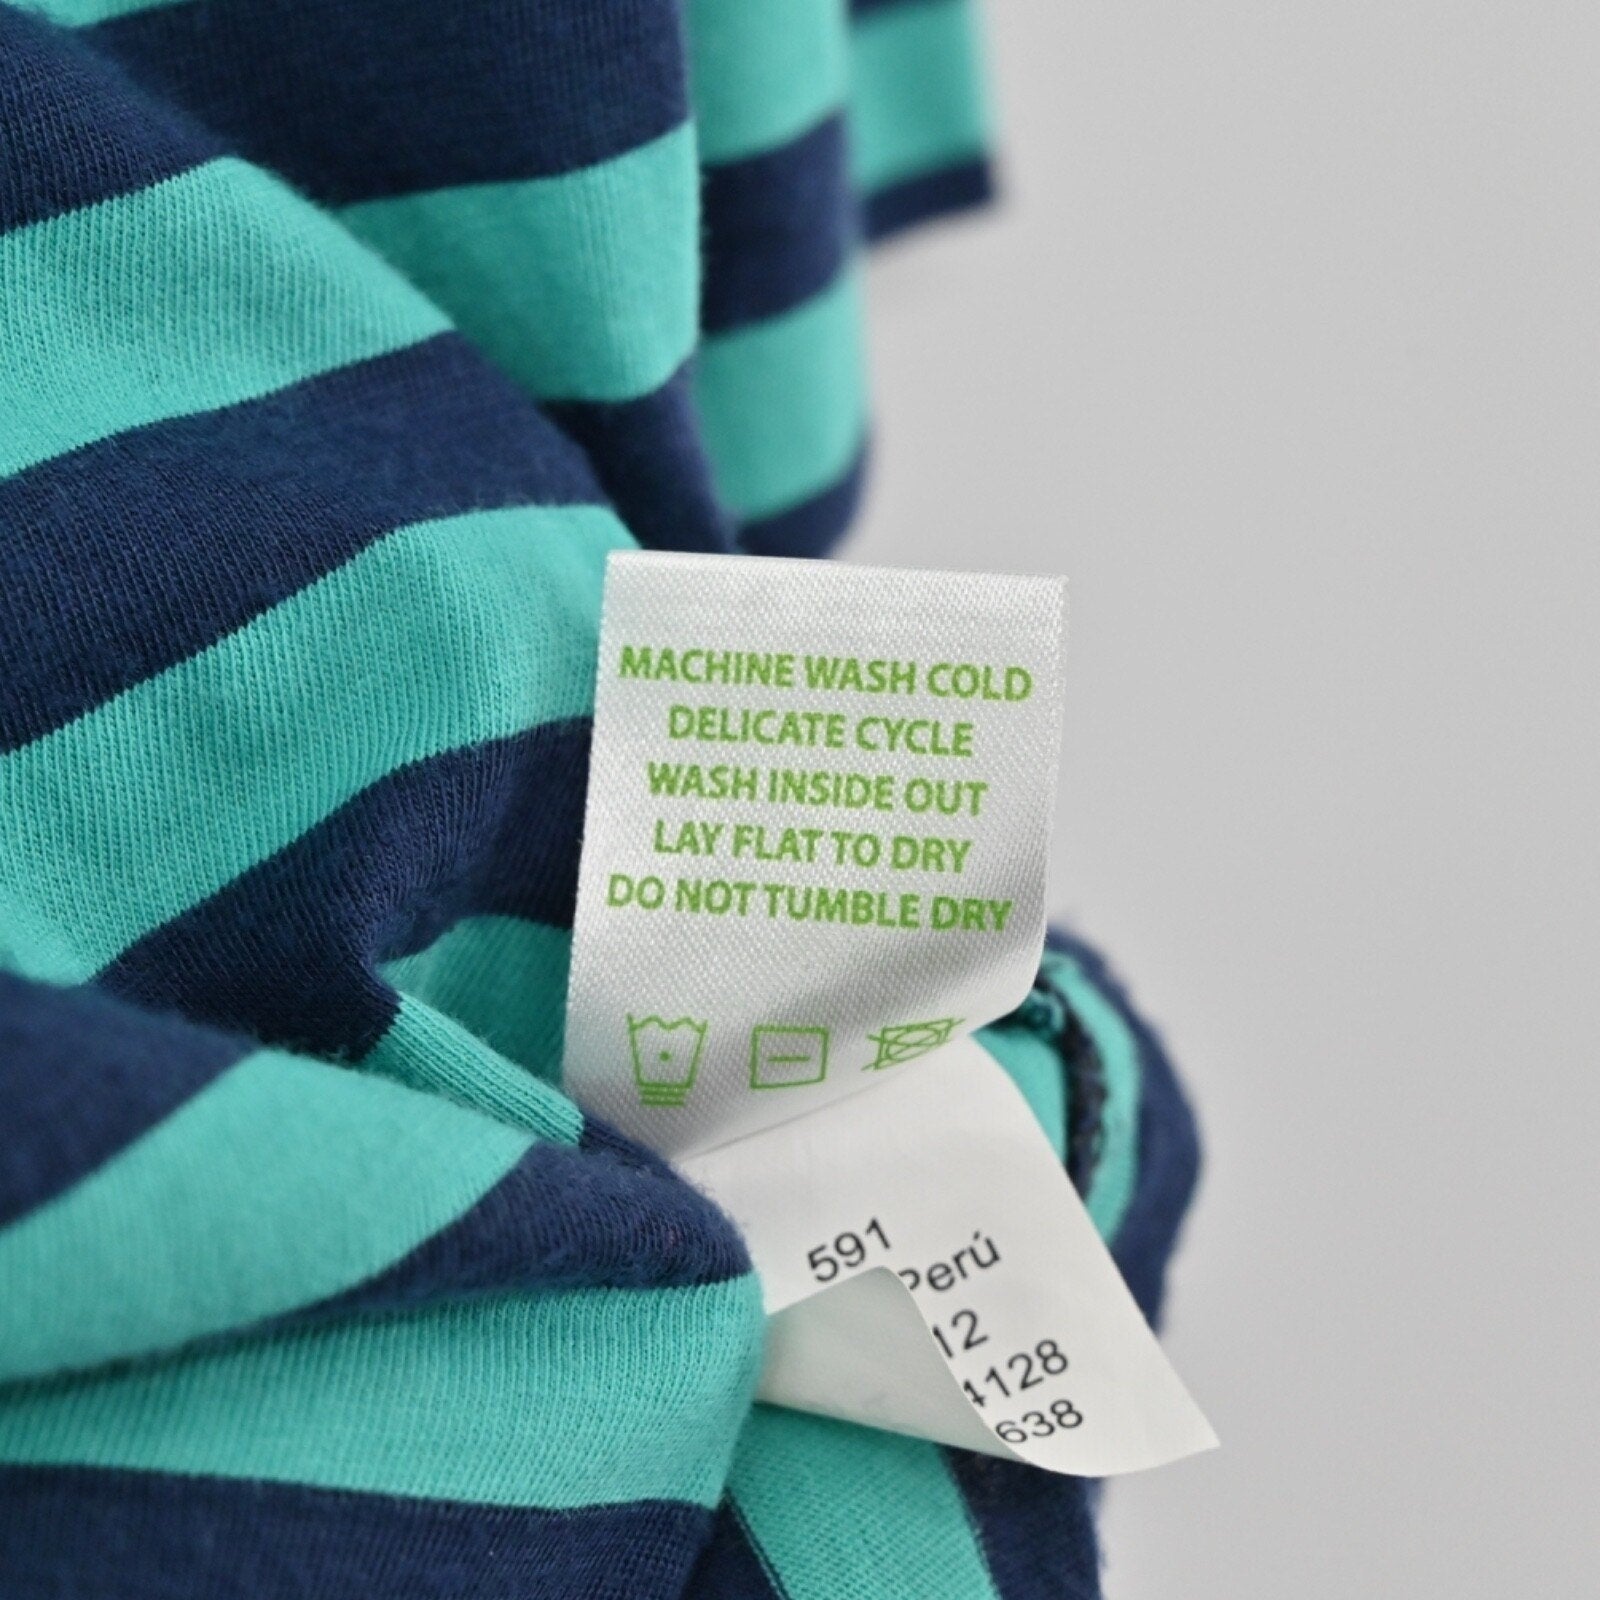 MACHINE WASH COLD
DELICATE CYCLE
WASH INSIDE OUT
LAY FLAT TO DRY
DO NOT TUMBLE DRY
591
Perú
12
4128
638